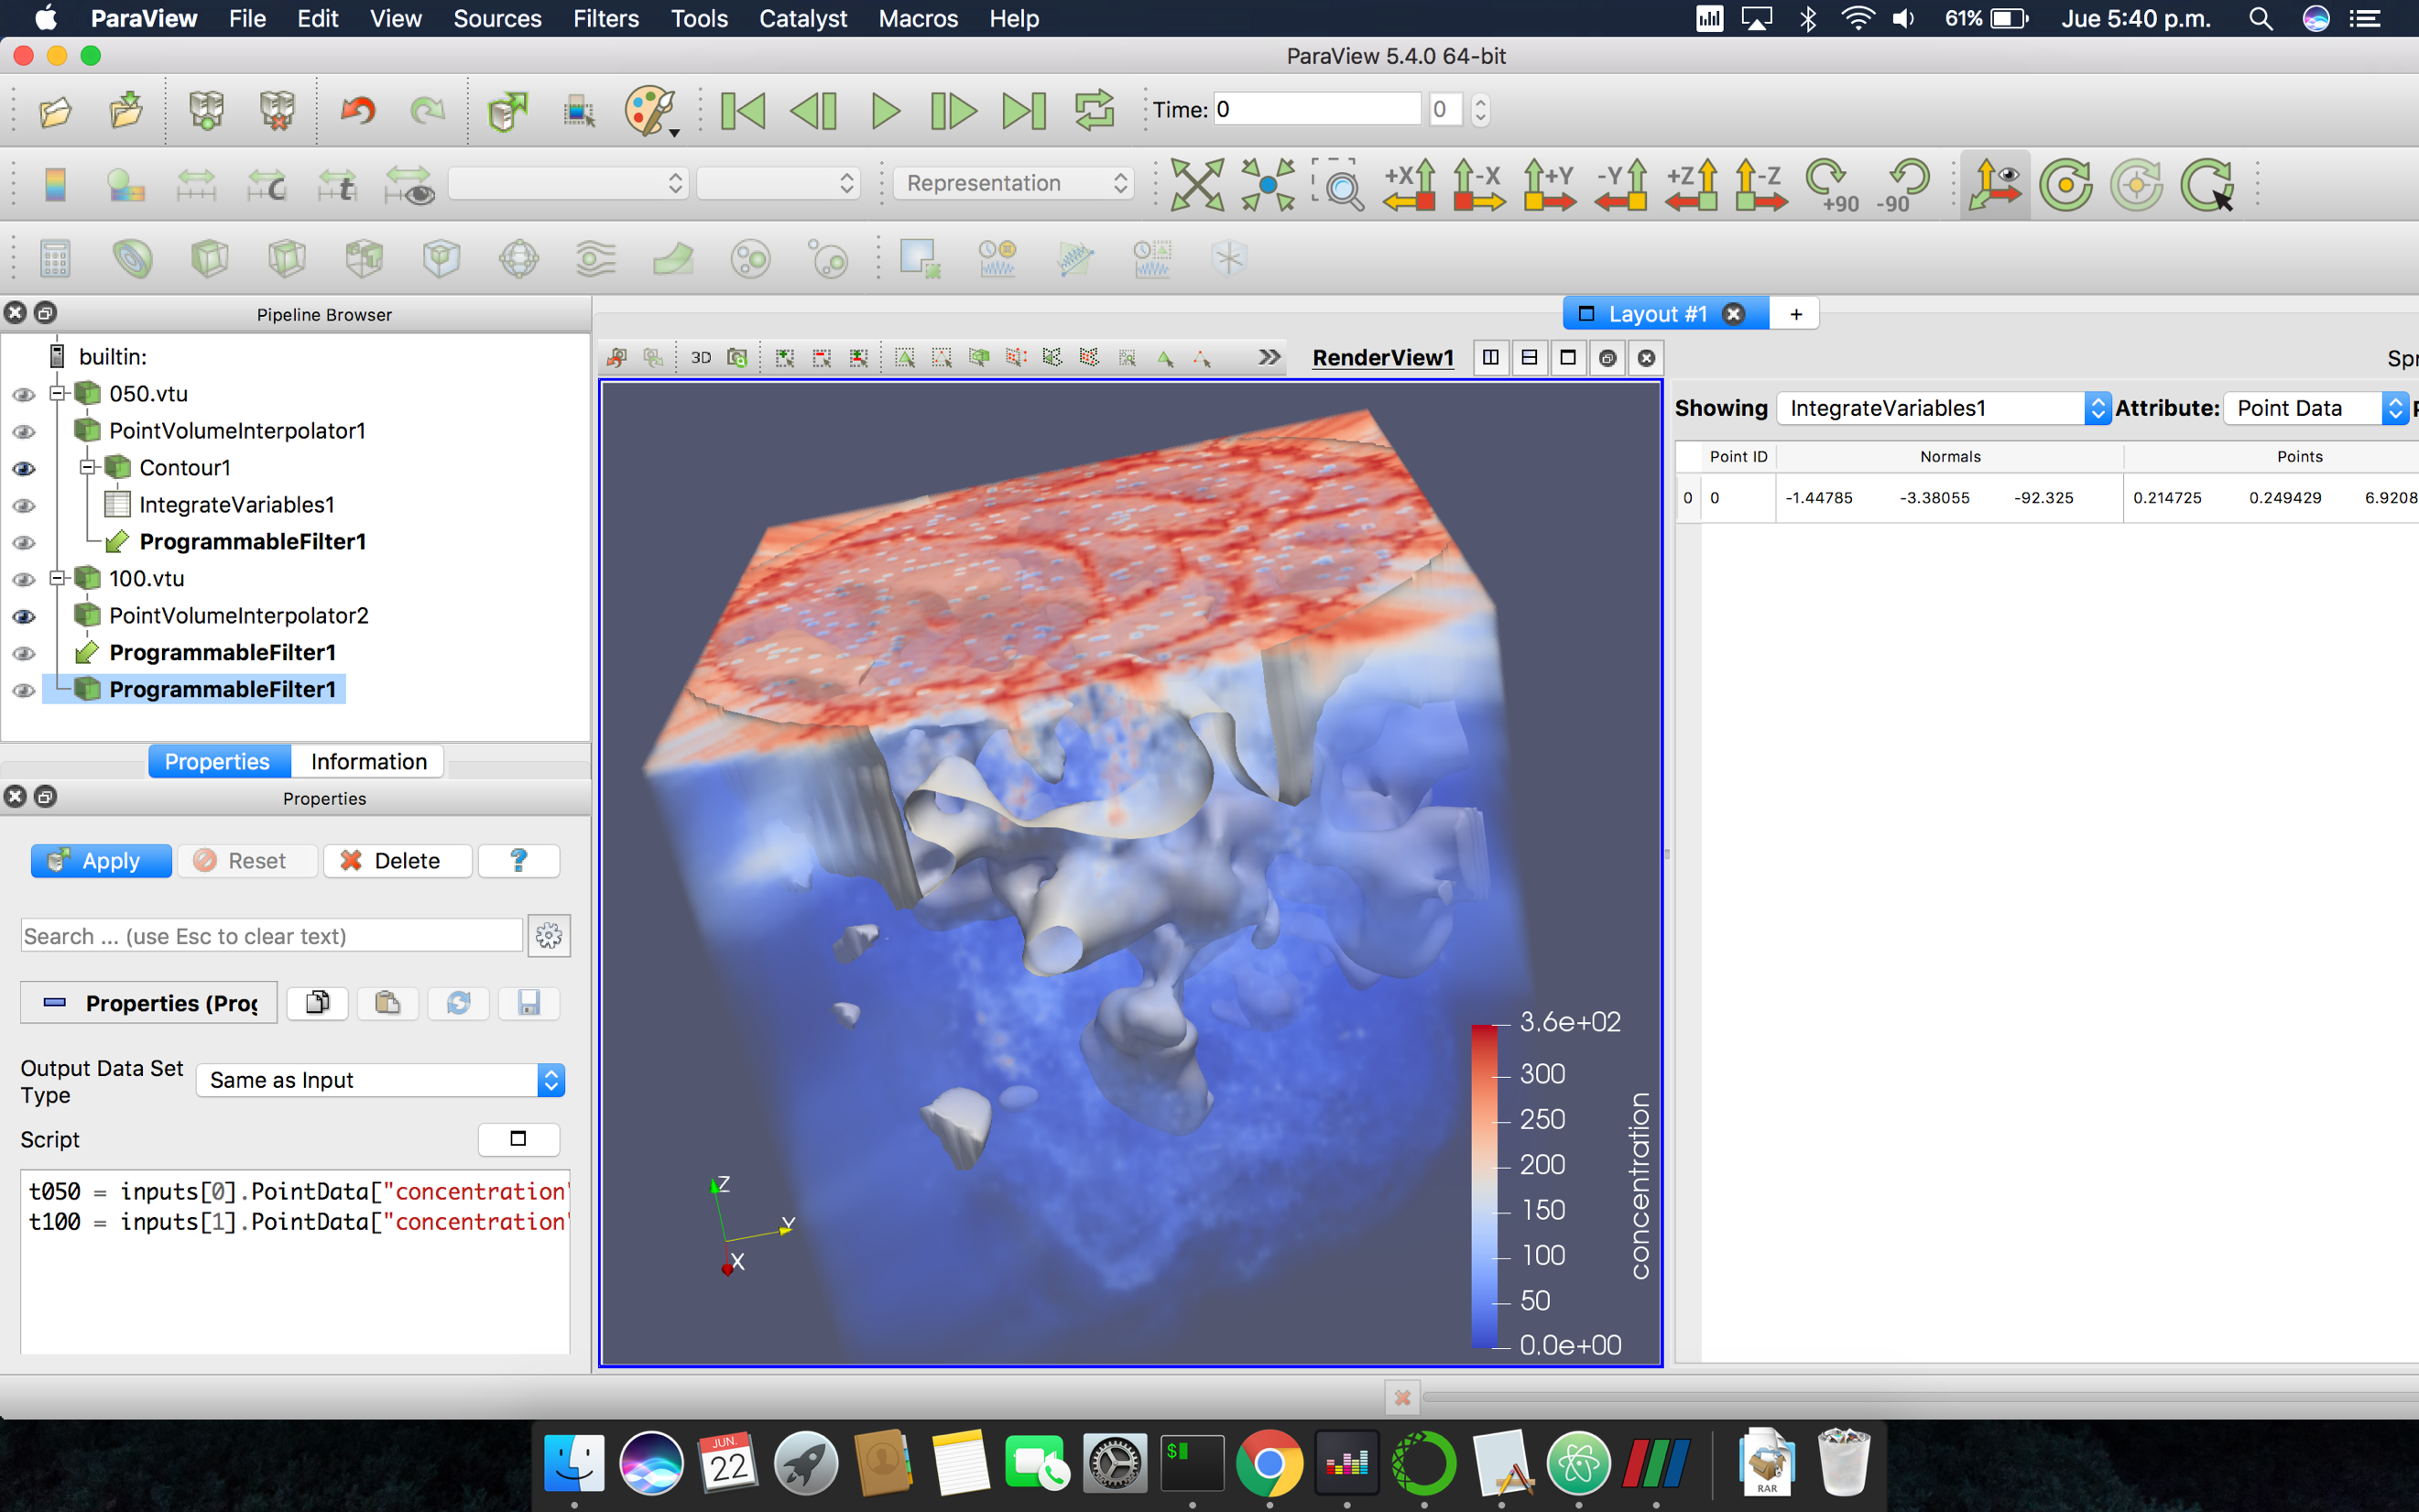 ParaView File Edit View Sources Filters Tools Catalyst Macros Help 61% Jue 5:40 p.m.
ParaView 5.4.0 64-bit
Time: 0 0
C t Representation +X -X +Y -Y +Z -Z +90 -90
Pipeline Browser
Layout #1 +
builtin:
050.vtu
PointVolumeInterpolator1
Contour1
IntegrateVariables1
ProgrammableFilter1
100.vtu
PointVolumeInterpolator2
ProgrammableFilter1
ProgrammableFilter1
Properties Information
Properties
Apply Reset Delete ?
Search ... (use Esc to clear text)
Properties (Prog
Output Data Set
Type
Same as Input
Script
t050 = inputs[0].PointData["concentration"
t100 = inputs[1].PointData["concentration"
3D RenderView1
Z
Y
X
3.6e+02
300
250
200
150
100
50
0.0e+00
concentration
Spr
Showing IntegrateVariables1 Attribute: Point Data
Point ID Normals Points
0 0 -1.44785 -3.38055 -92.325 0.214725 0.249429 6.9208
JUN.
22
$
RAR